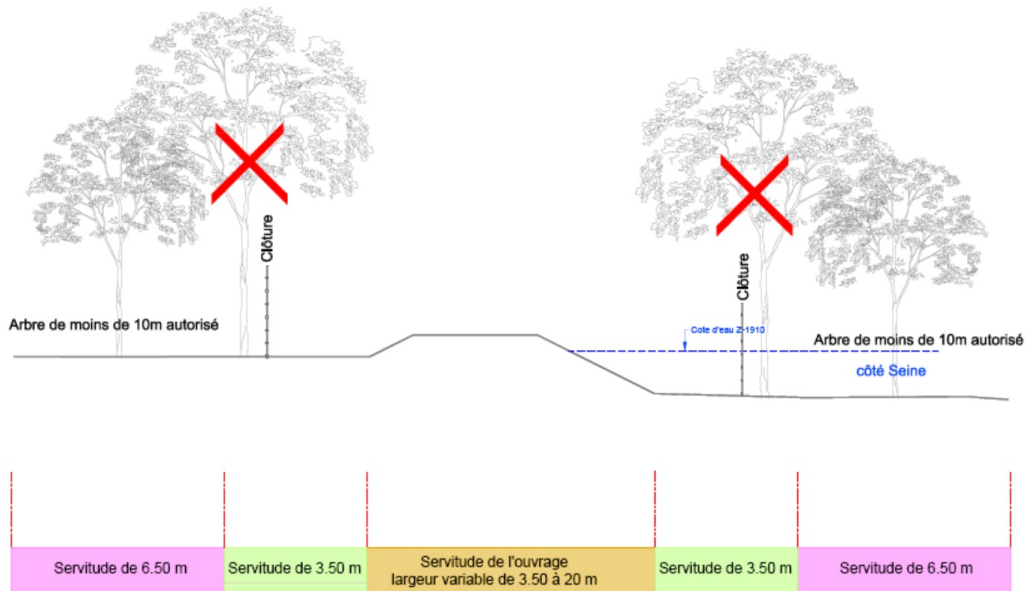 Clôture
Clôture
Arbre de moins de 10m autorisé
Cote d'eau Z-1910
Arbre de moins de 10m autorisé
côté Seine
Servitude de 6.50 m
Servitude de 3.50 m
Servitude de l'ouvrage
largeur variable de 3.50 à 20 m
Servitude de 3.50 m
Servitude de 6.50 m